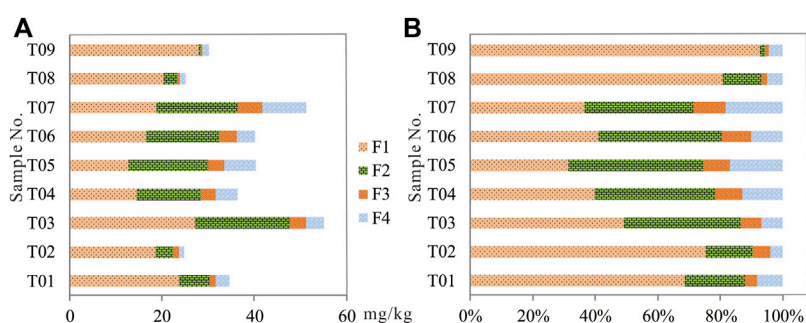 A
Sample No.
T09
T08
T07
T06
T05
T04
T03
T02
T01
0
20
40
60
mg/kg
F1
F2
F3
F4
B
Sample No.
T09
T08
T07
T06
T05
T04
T03
T02
T01
0%
20%
40%
60%
80%
100%